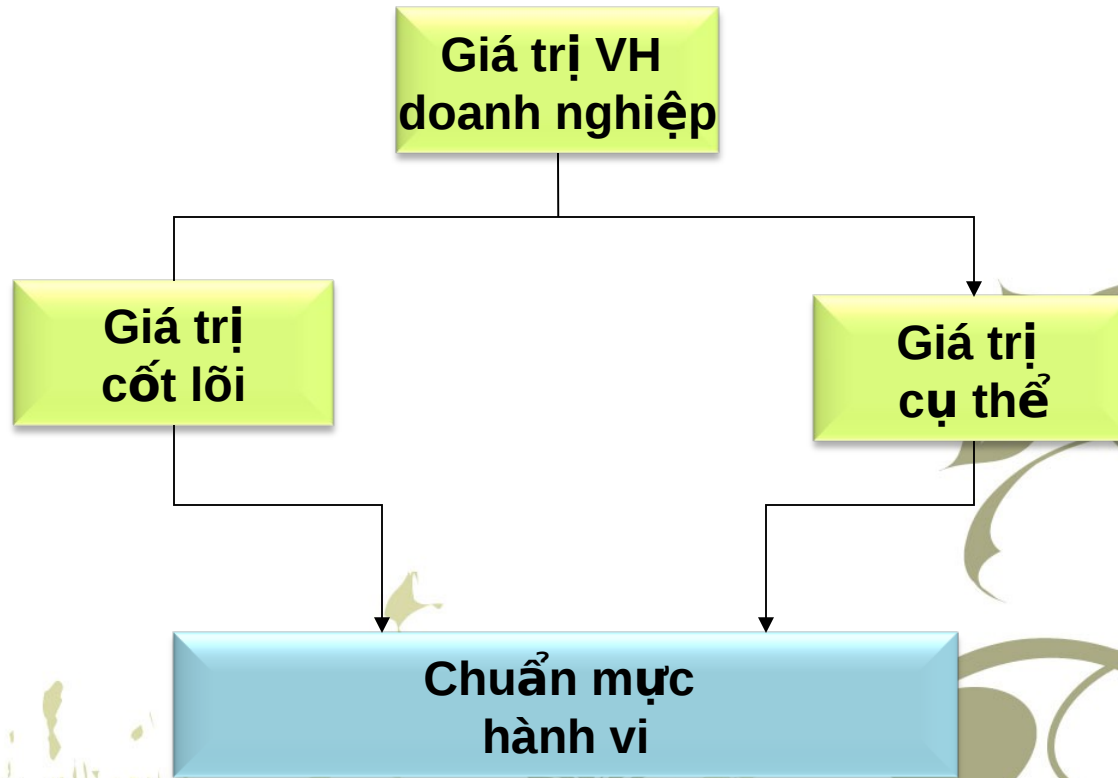 Giá trị VH
doanh nghiệp
Giá trị
cốt lõi
Giá trị
cụ thể
Chuẩn mực
hành vi